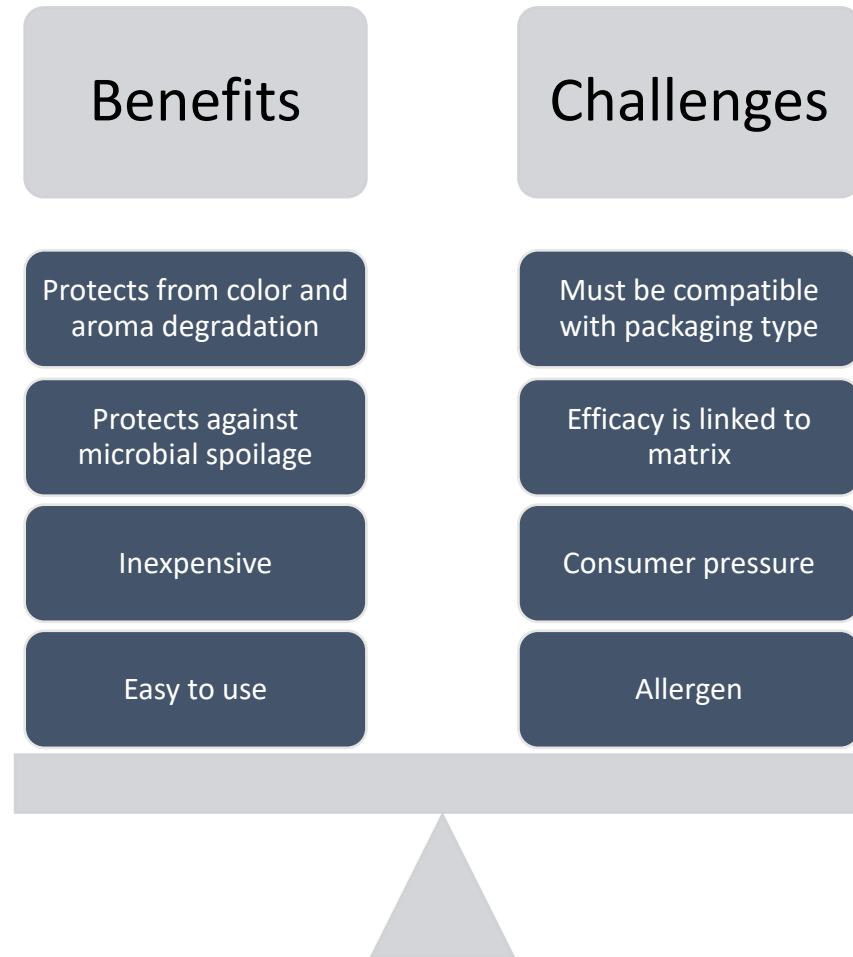 Benefits
Challenges
Protects from color and
aroma degradation
Must be compatible
with packaging type
Protects against
microbial spoilage
Efficacy is linked to
matrix
Inexpensive
Consumer pressure
Easy to use
Allergen